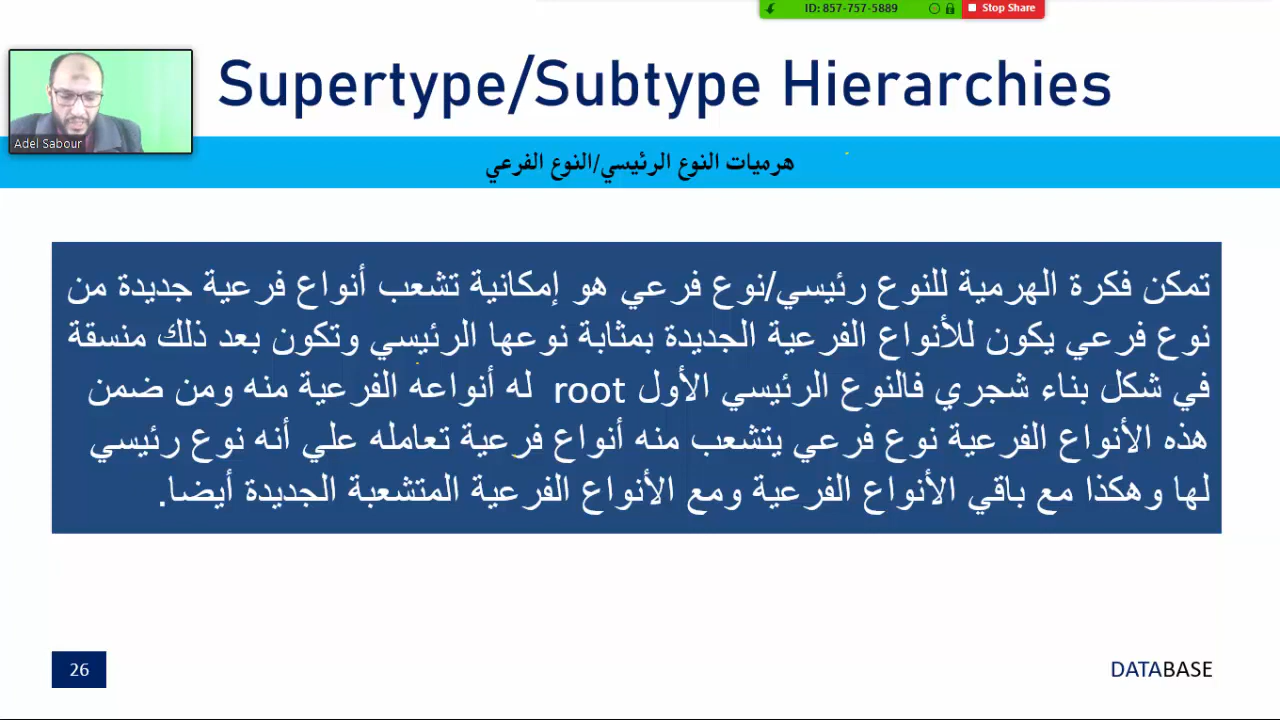 ID: 857-757-5889
Stop Share
Supertype/Subtype Hierarchies
Adel Sabour
هرميات النوع الرئيسي/النوع الفرعي
تمكن فكرة الهرمية للنوع رئيسي/نوع فرعي هو إمكانية تشعب أنواع فرعية جديدة من
نوع فرعي يكون للأنواع الفرعية الجديدة بمثابة نوعها الرئيسي وتكون بعد ذلك منسقة
في شكل بناء شجري فالنوع الرئيسي الأول root له أنواعه الفرعية منه ومن ضمن
هذه الأنواع الفرعية نوع فرعي يتشعب منه أنواع فرعية تعامله علي أنه نوع رئيسي
لها وهكذا مع باقي الأنواع الفرعية ومع الأنواع الفرعية المتشعبة الجديدة أيضا.
26
DATABASE